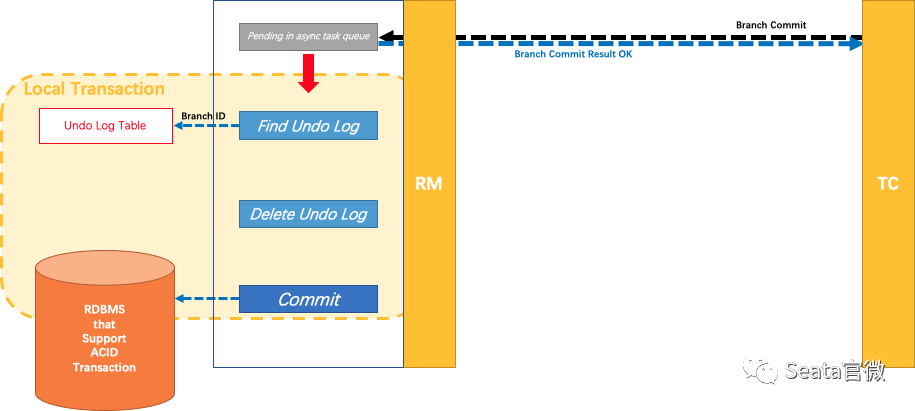 Branch Commit
Pending in async task queue
Branch Commit Result OK
Local Transaction
Undo Log Table
Branch ID
Find Undo Log
RM
TC
Delete Undo Log
Commit
RDBMS
that
Support
ACID
Transaction
Seata官微